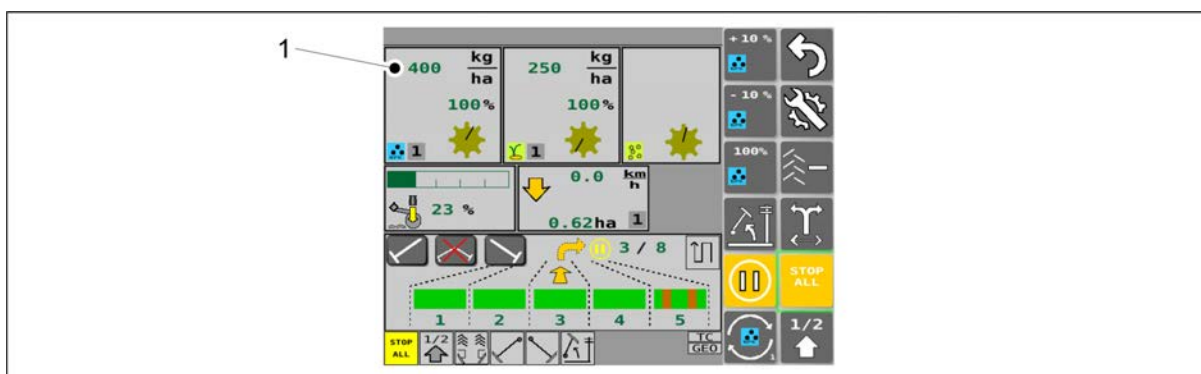 1
400 kg/ha
100%
1
250 kg/ha
100%
1
23 %
0.0 km/h
0.62ha 1
3 / 8
1 2 3 4 5
STOP ALL
1/2
TC
GEO
+10 %
- 10 %
100%
STOP ALL
1
1/2